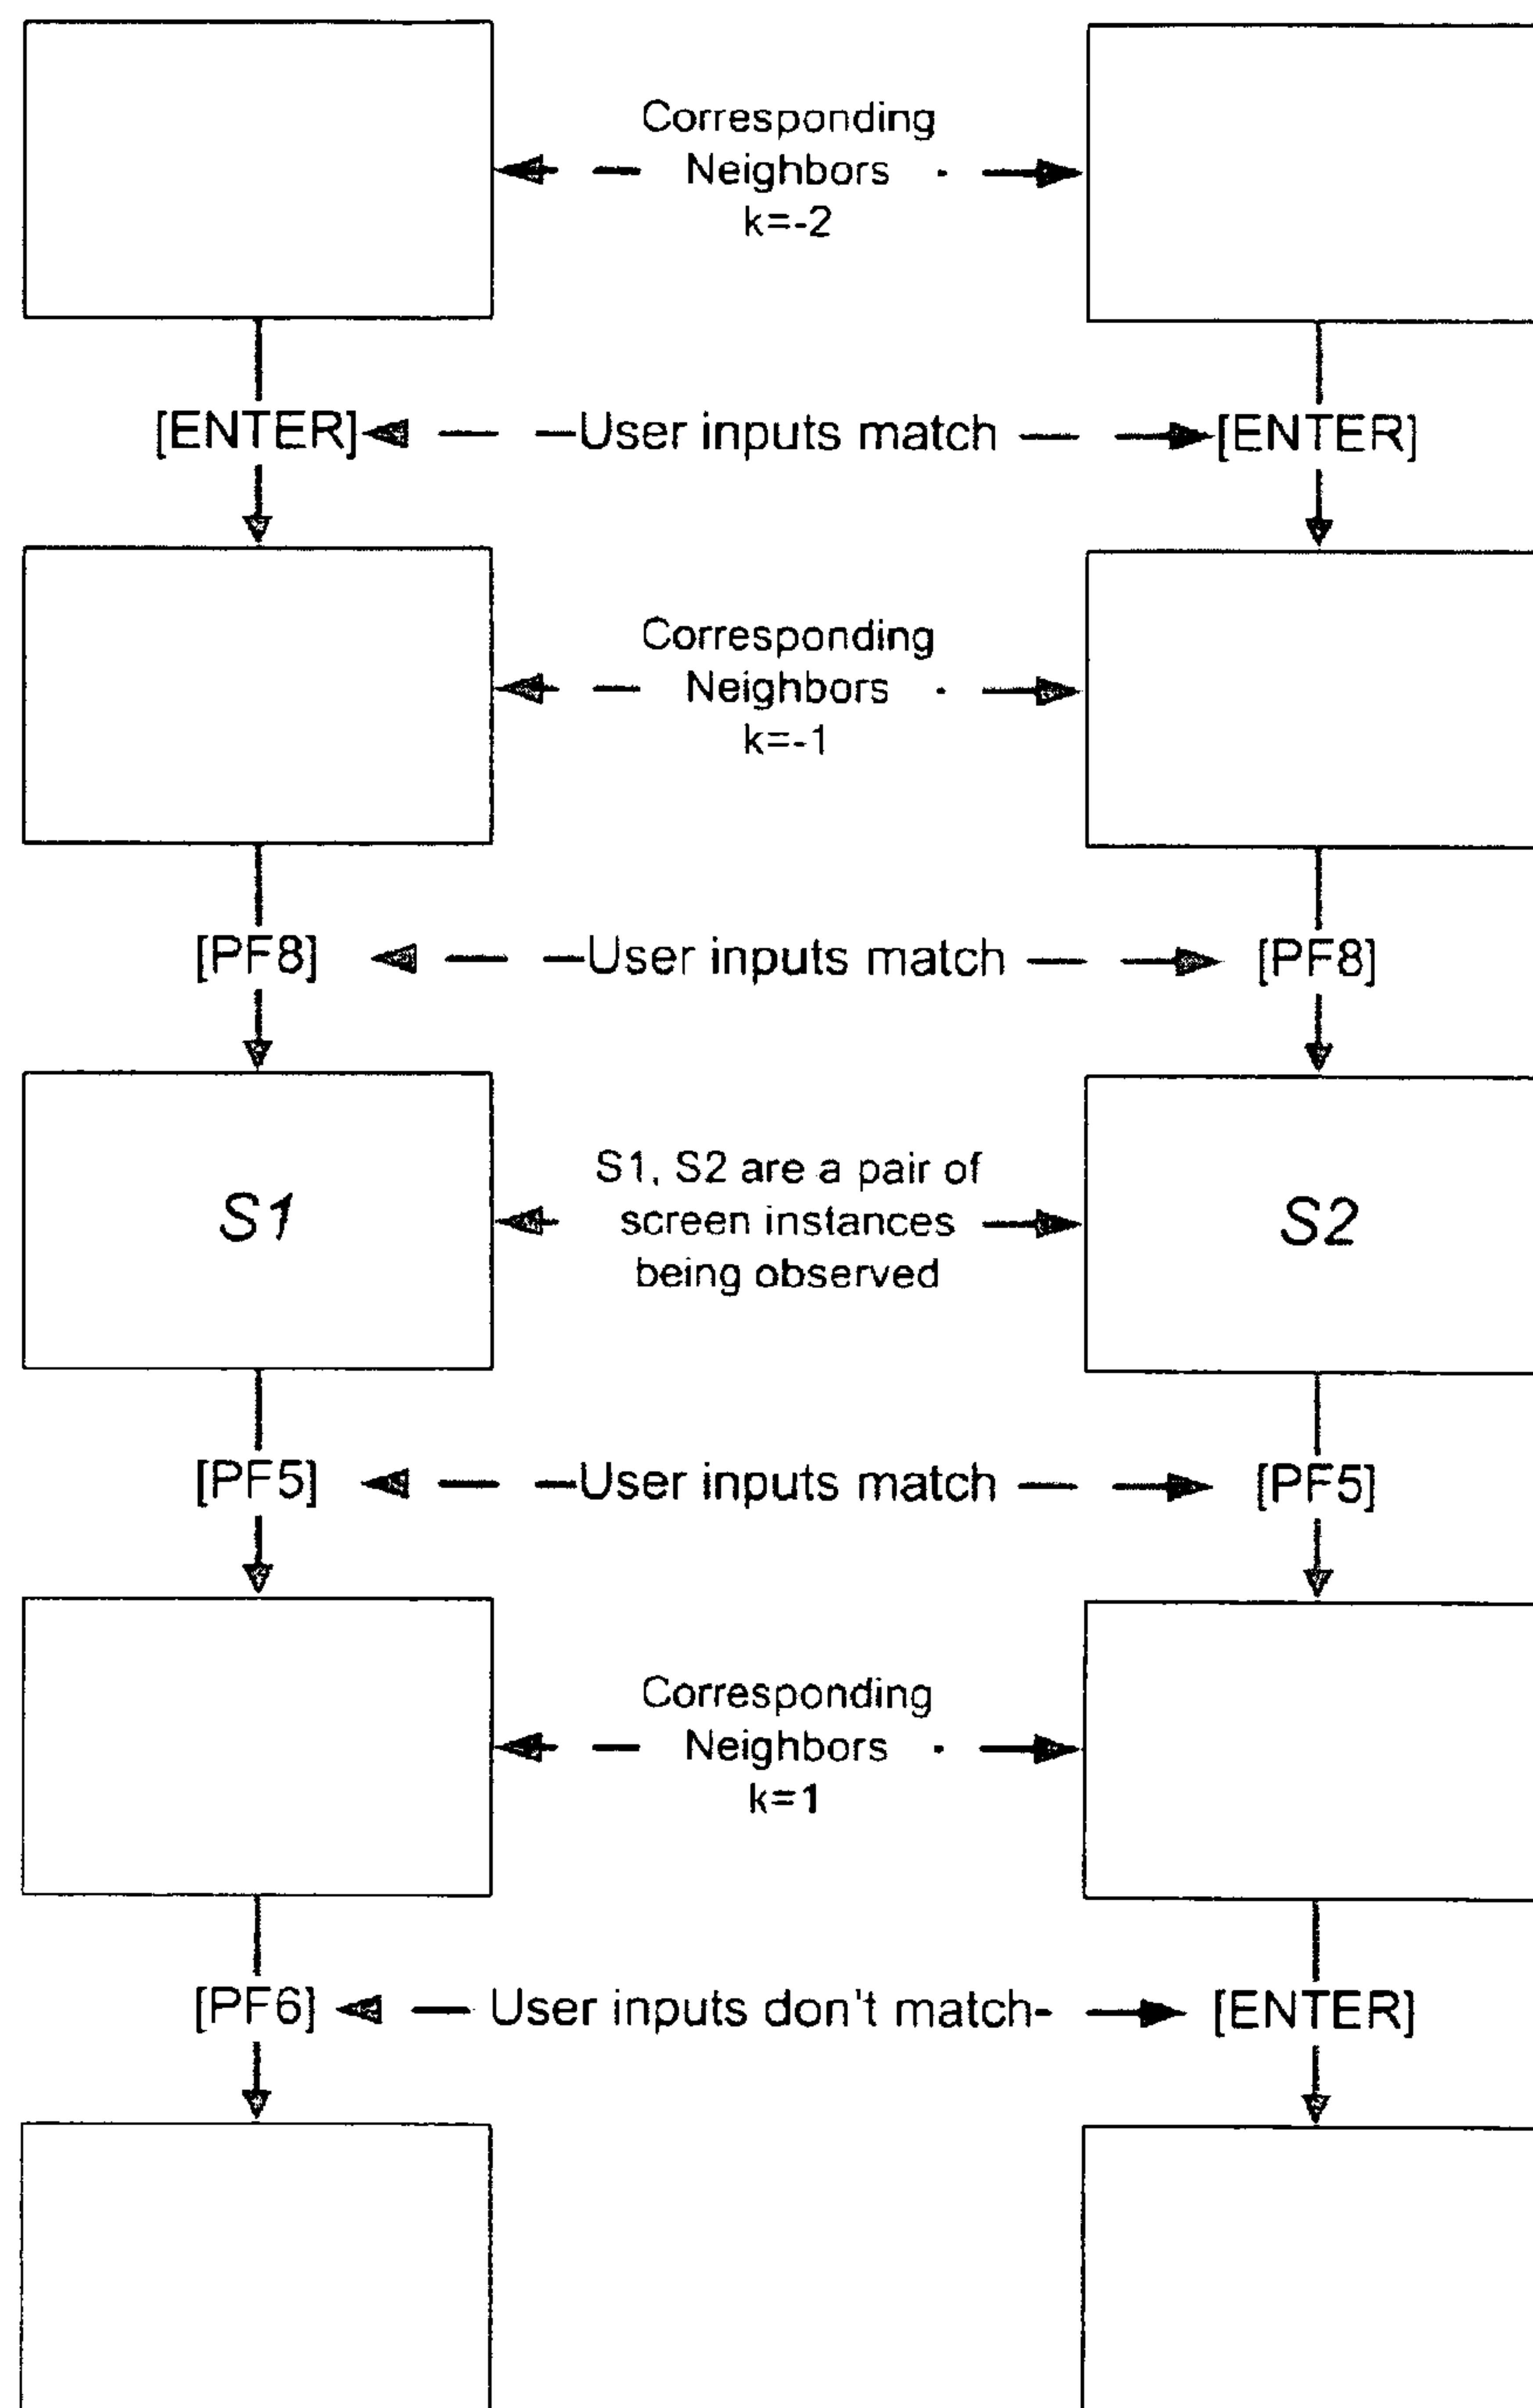 Corresponding
Neighbors
k=-2
[ENTER] User inputs match [ENTER]
Corresponding
Neighbors
k=-1
[PF8] User inputs match [PF8]
S1
S1, S2 are a pair of
screen instances
being observed
S2
[PF5] User inputs match [PF5]
Corresponding
Neighbors
k=1
[PF6] User inputs don't match [ENTER]